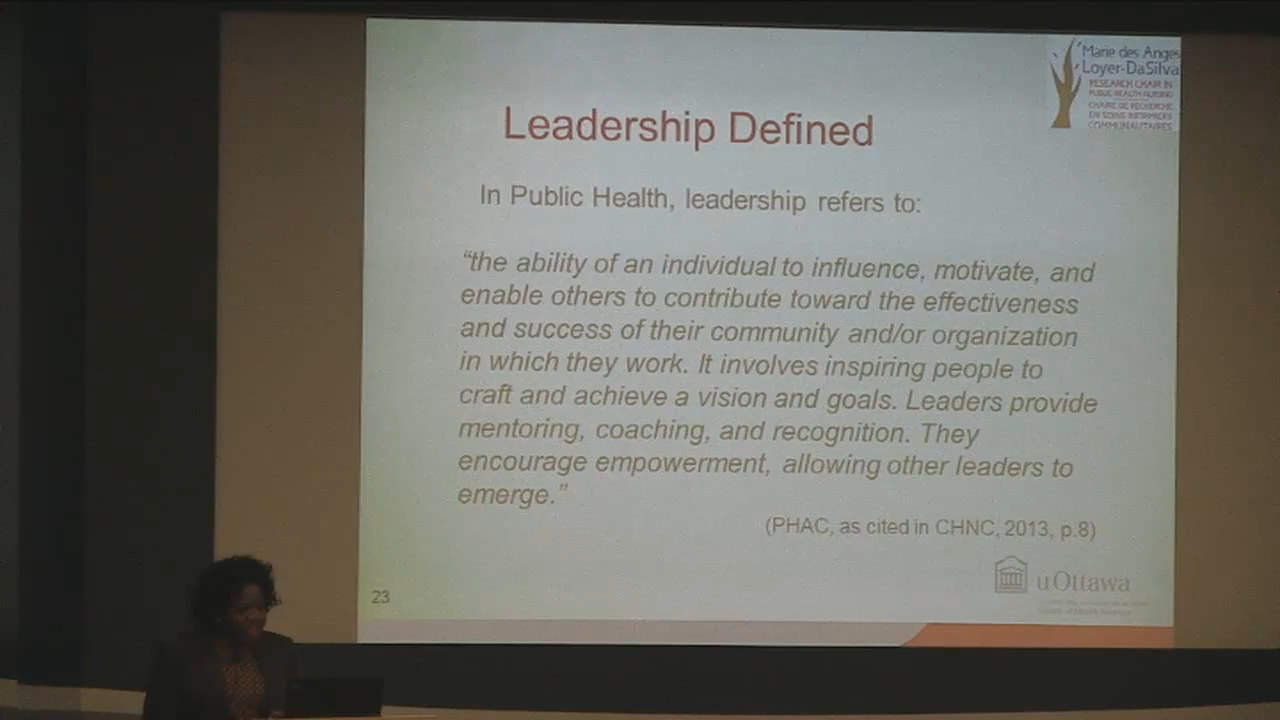 Marie des Anges
Loyer-DaSilva
RESEARCH CHAIR IN
PUBLIC HEALTH NURSING
CHAIRE DE RECHERCHE
EN SOINS INFIRMIERS
COMMUNAUTAIRES
Leadership Defined
In Public Health, leadership refers to:
“the ability of an individual to influence, motivate, and
enable others to contribute toward the effectiveness
and success of their community and/or organization
in which they work. It involves inspiring people to
craft and achieve a vision and goals. Leaders provide
mentoring, coaching, and recognition. They
encourage empowerment, allowing other leaders to
emerge.”
(PHAC, as cited in CHNC, 2013, p.8)
uOttawa
23